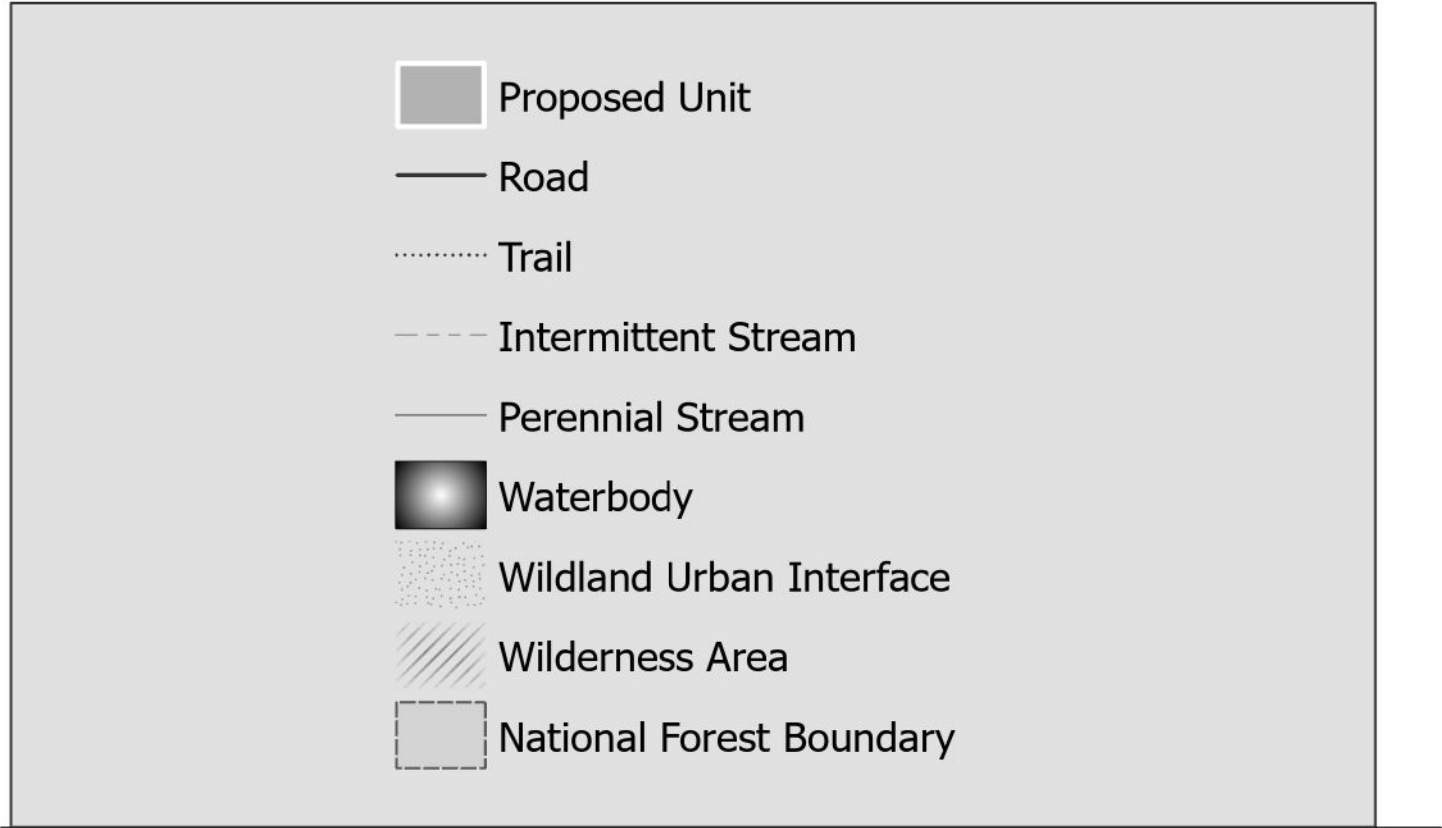 Proposed Unit
Road
Trail
Intermittent Stream
Perennial Stream
Waterbody
Wildland Urban Interface
Wilderness Area
National Forest Boundary